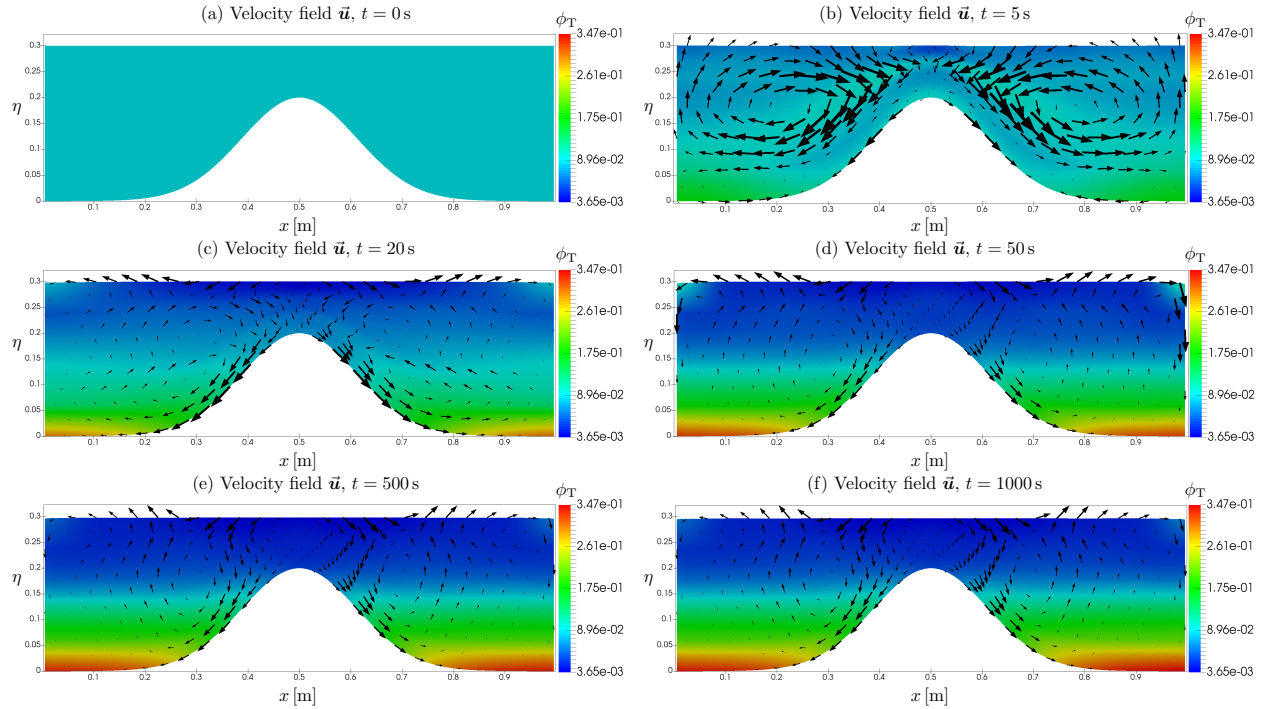 (a) Velocity field u⃗, t = 0 s
ϕ_T
η
0.3
0.25
0.2
0.15
0.1
0.05
0
0.1 0.2 0.3 0.4 0.5 0.6 0.7 0.8 0.9
x [m]
3.47e-01
2.61e-01
1.75e-01
8.96e-02
3.65e-03
(b) Velocity field u⃗, t = 5 s
ϕ_T
η
0.3
0.25
0.2
0.15
0.1
0.05
0
0.1 0.2 0.3 0.4 0.5 0.6 0.7 0.8 0.9
x [m]
3.47e-01
2.61e-01
1.75e-01
8.96e-02
3.65e-03
(c) Velocity field u⃗, t = 20 s
ϕ_T
η
0.3
0.25
0.2
0.15
0.1
0.05
0
0.1 0.2 0.3 0.4 0.5 0.6 0.7 0.8 0.9
x [m]
3.47e-01
2.61e-01
1.75e-01
8.96e-02
3.65e-03
(d) Velocity field u⃗, t = 50 s
ϕ_T
η
0.3
0.25
0.2
0.15
0.1
0.05
0
0.1 0.2 0.3 0.4 0.5 0.6 0.7 0.8 0.9
x [m]
3.47e-01
2.61e-01
1.75e-01
8.96e-02
3.65e-03
(e) Velocity field u⃗, t = 500 s
ϕ_T
η
0.3
0.25
0.2
0.15
0.1
0.05
0
0.1 0.2 0.3 0.4 0.5 0.6 0.7 0.8 0.9
x [m]
3.47e-01
2.61e-01
1.75e-01
8.96e-02
3.65e-03
(f) Velocity field u⃗, t = 1000 s
ϕ_T
η
0.3
0.25
0.2
0.15
0.1
0.05
0
0.1 0.2 0.3 0.4 0.5 0.6 0.7 0.8 0.9
x [m]
3.47e-01
2.61e-01
1.75e-01
8.96e-02
3.65e-03